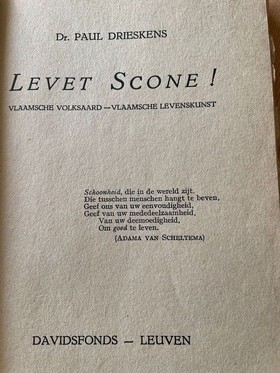 Dr. PAUL DRIESKENS
LEVET SCONE!
VLAAMSCHE VOLKSAARD — VLAAMSCHE LEVENSKUNST
Schoonheid, die in de wereld zijt.
Die tusschen menschen hangt te beven,
Geef ons van uw eenvoudigheid,
Geef van uw mededeelzaamheid,
Van uw deemoedigheid,
Om goed te leven.
(ADAMA VAN SCHELTEMA)
DAVIDSFONDS — LEUVEN